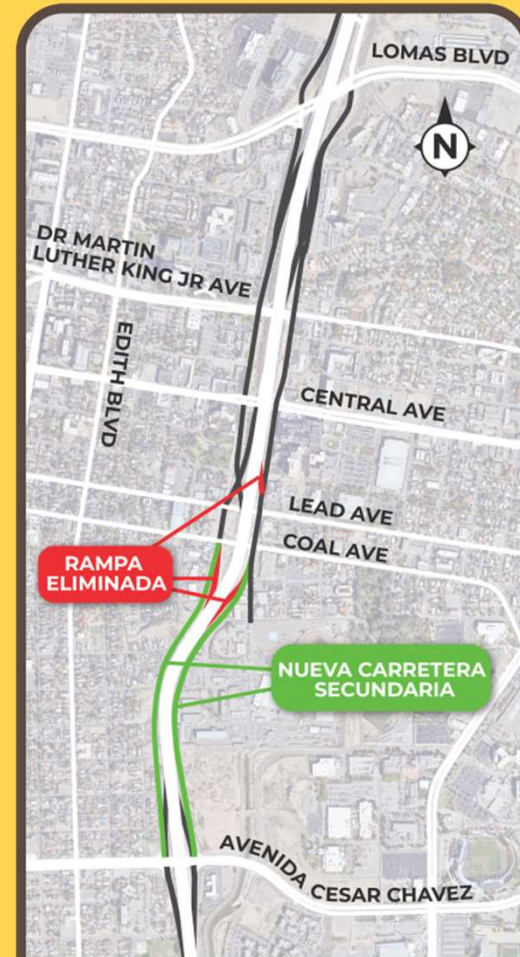 LOMAS BLVD
N
DR MARTIN
LUTHER KING JR AVE
EDITH BLVD
CENTRAL AVE
LEAD AVE
COAL AVE
RAMPA
ELIMINADA
NUEVA CARRETERA
SECUNDARIA
AVENIDA CESAR CHAVEZ